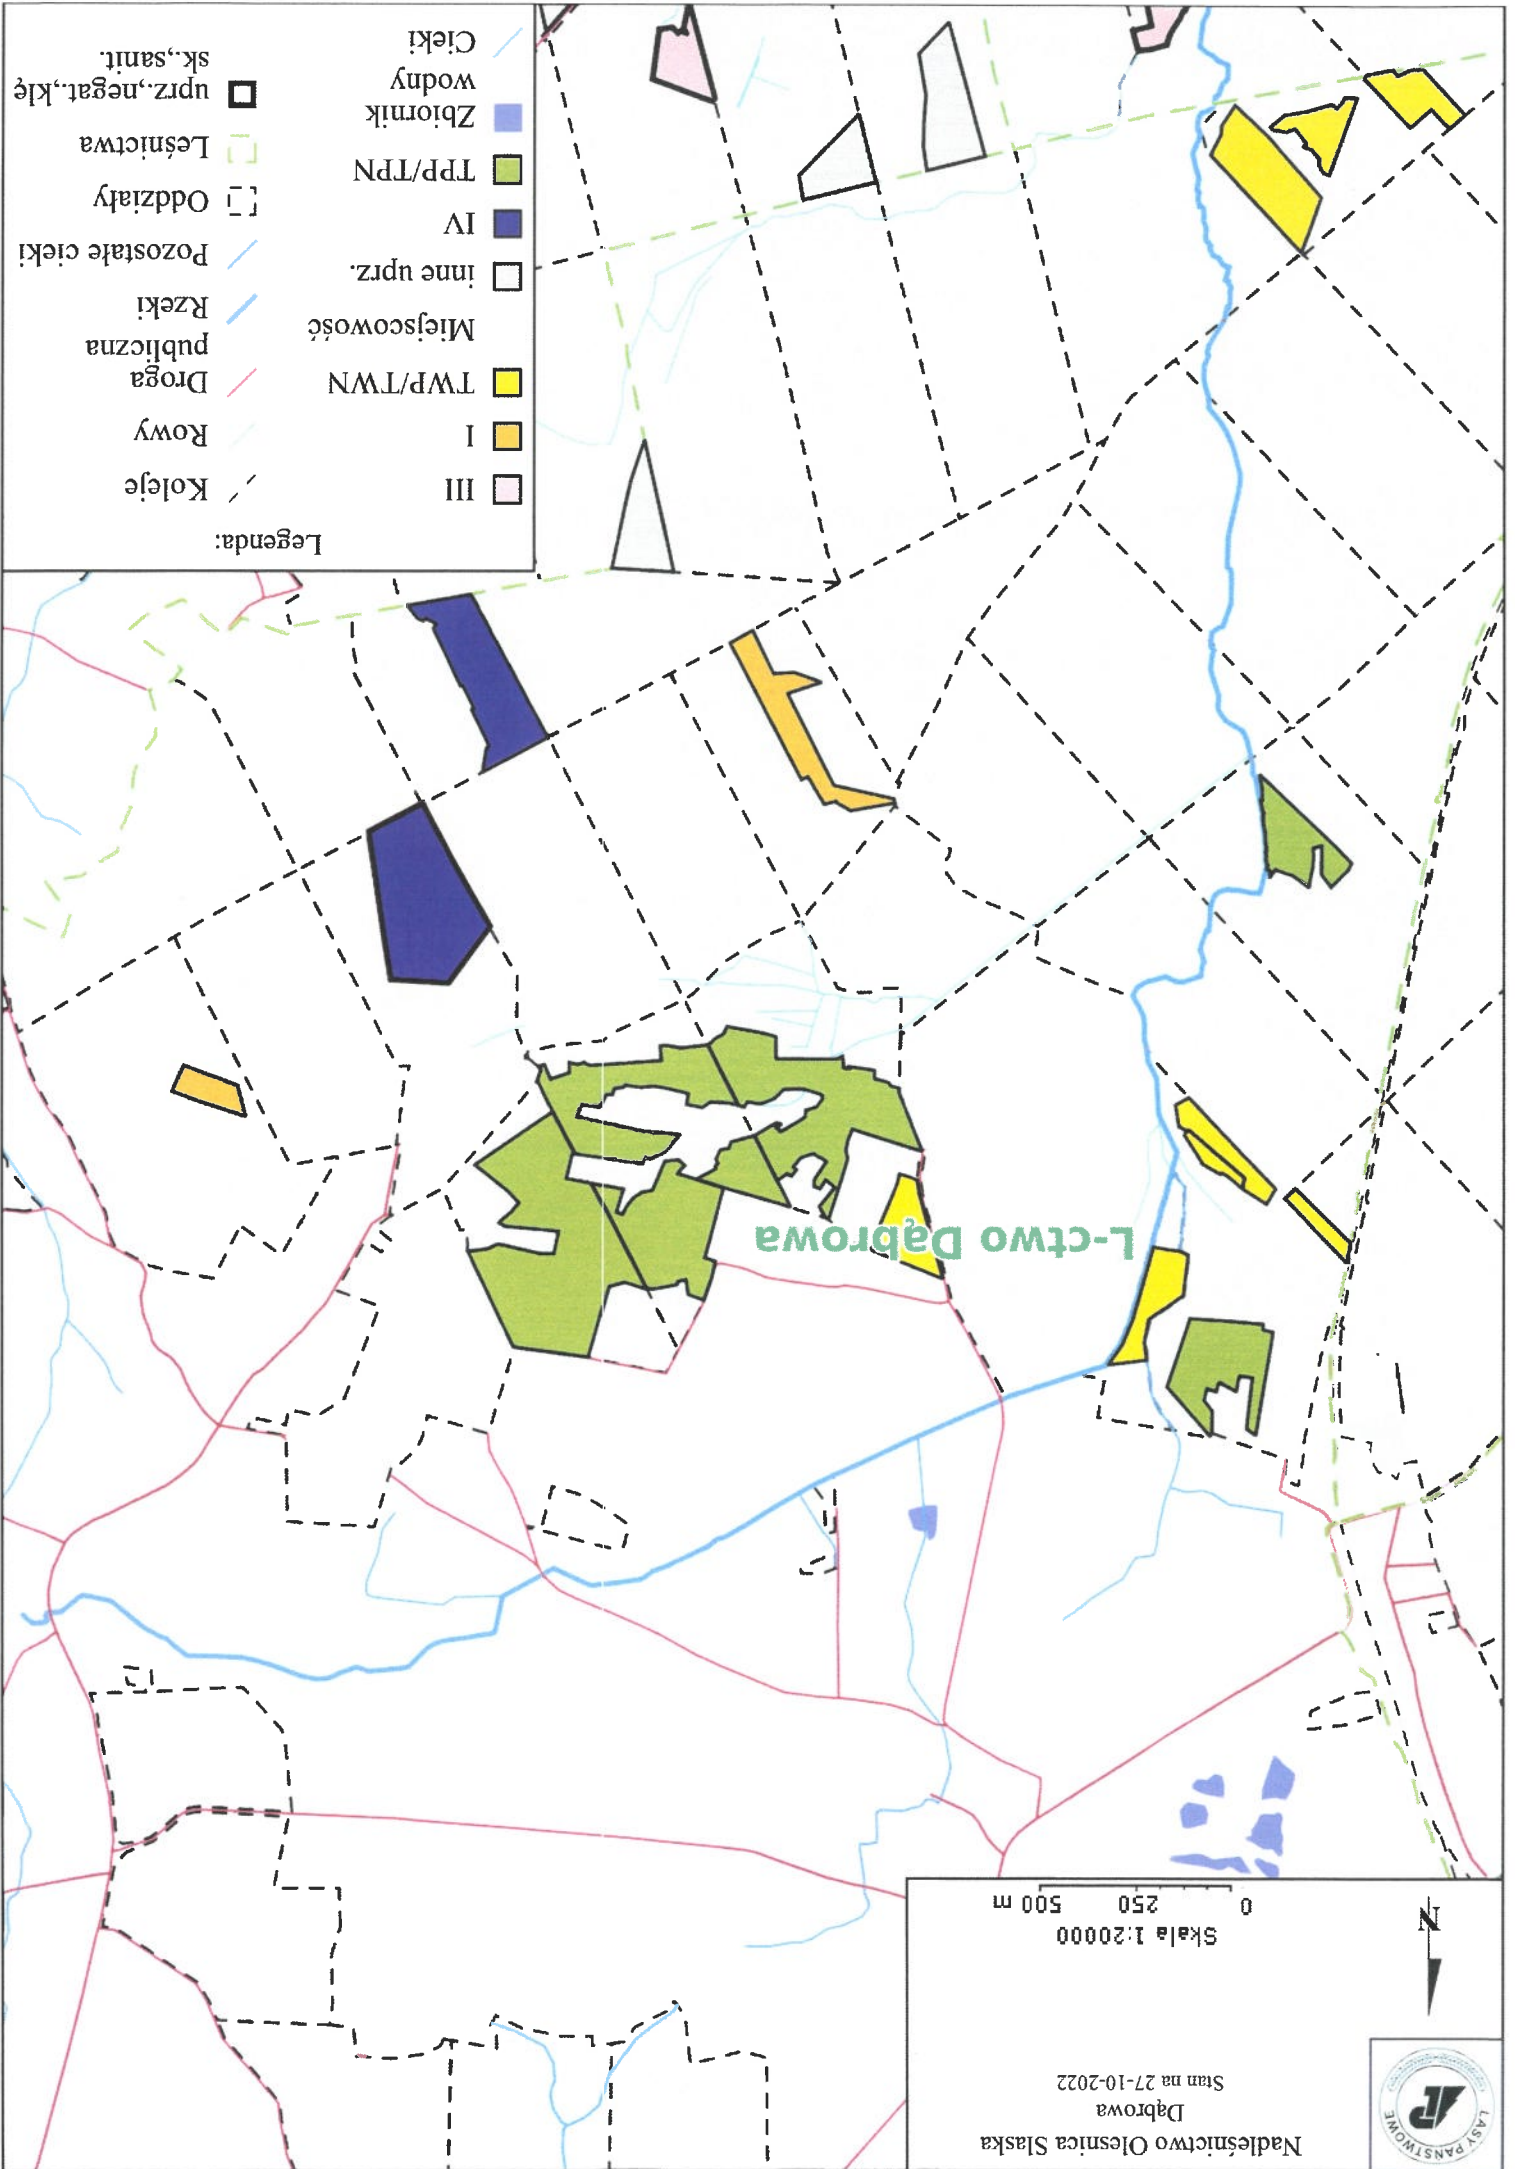 LASY PAŃSTWOWE
Nadleśnictwo Olesnica Slaska
Dąbrowa
Stan na 27-10-2022
N
Skala 1:20000
0 250 500 m
L-ctwo Dąbrowa
Legenda:
III
I
TWP/TWN
Miejscowość
inne uprz.
IV
TPP/TPN
Zbiornik
wodny
Cieki
Koleje
Rowy
Droga
publiczna
Rzeki
Pozostałe cieki
Oddziały
Leśnictwa
uprz.,negat.,klę
sk.,sanit.